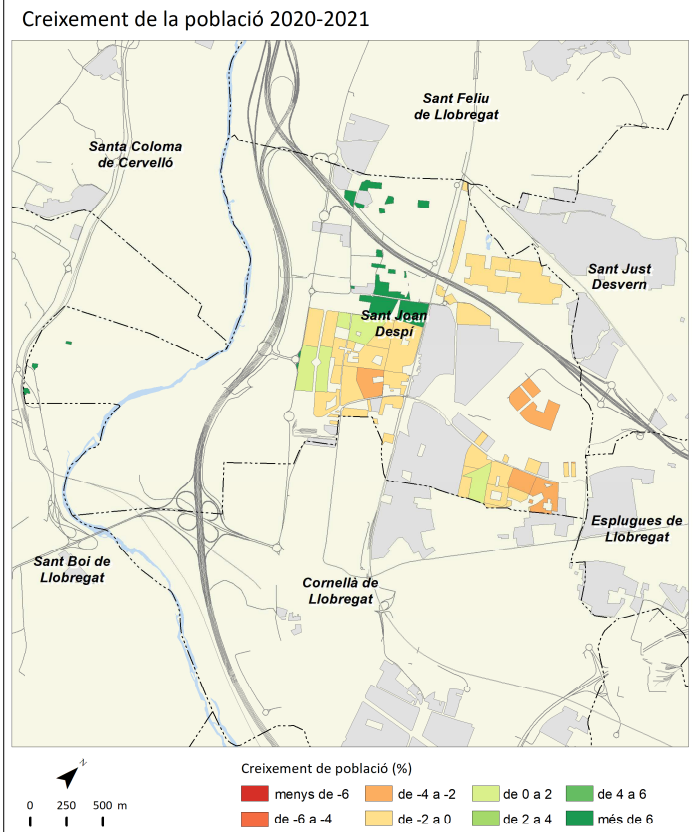 Creixement de la població 2020-2021
Sant Feliu
de Llobregat
Santa Coloma
de Cervelló
Sant Just
Desvern
Sant Joan
Despí
Esplugues de
Llobregat
Sant Boi de
Llobregat
Cornellà de
Llobregat
N
0 250 500 m
Creixement de població (%)
menys de -6
de -4 a -2
de 0 a 2
de 4 a 6
de -6 a -4
de -2 a 0
de 2 a 4
més de 6